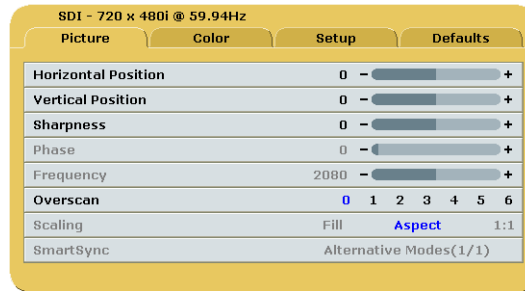 SDI - 720 x 480i @ 59.94Hz
Picture Color Setup Defaults
Horizontal Position 0 - +
Vertical Position 0 - +
Sharpness 0 - +
Phase 0 - +
Frequency 2080 - +
Overscan 0 1 2 3 4 5 6
Scaling Fill Aspect 1:1
SmartSync Alternative Modes(1/1)